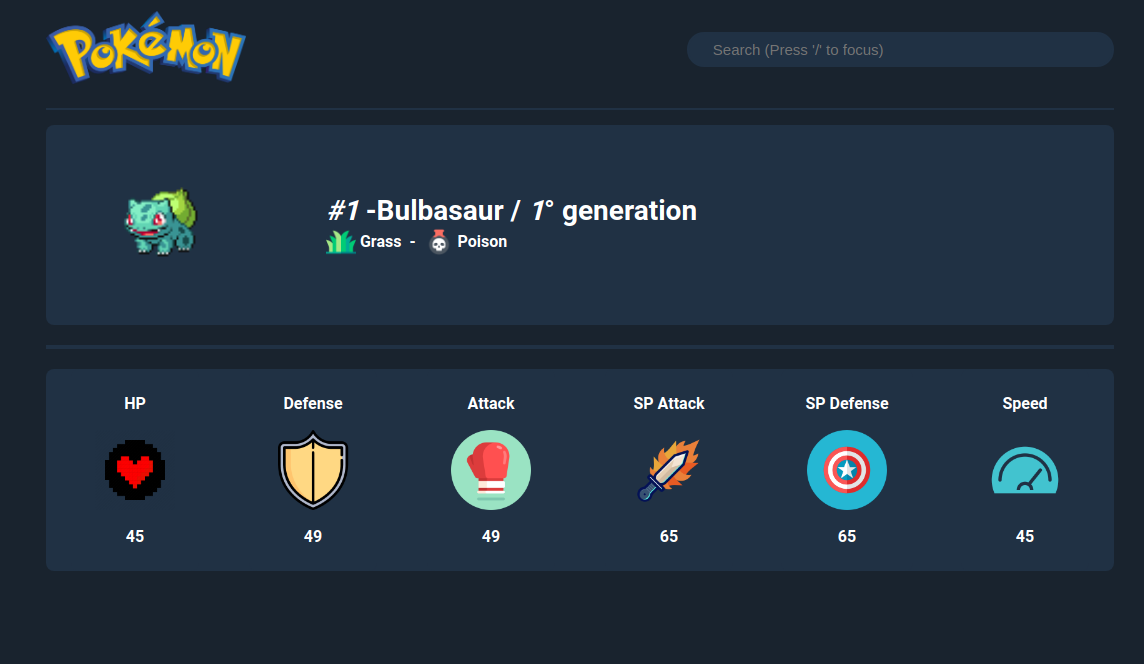 Pokémon
Search (Press '/' to focus)
#1 -Bulbasaur / 1° generation
Grass - Poison
HP Defense Attack SP Attack SP Defense Speed
45 49 49 65 65 45